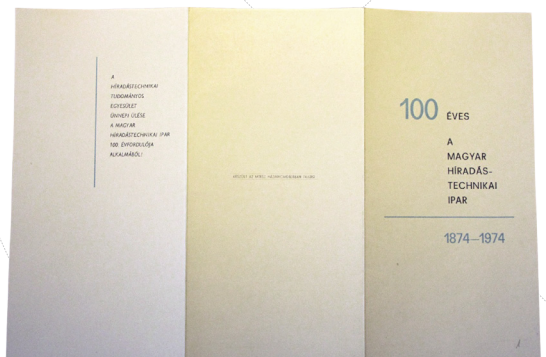 A
HÍRADÁSTECHNIKAI
TUDOMÁNYOS
EGYESÜLET
ÜNNEPI ÜLÉSE
A MAGYAR
HÍRADÁSTECHNIKAI IPAR
100. ÉVFORDULÓJA
ALKALMÁBÓL
100 ÉVES
A
MAGYAR
HÍRADÁS-
TECHNIKAI
IPAR
1874—1974